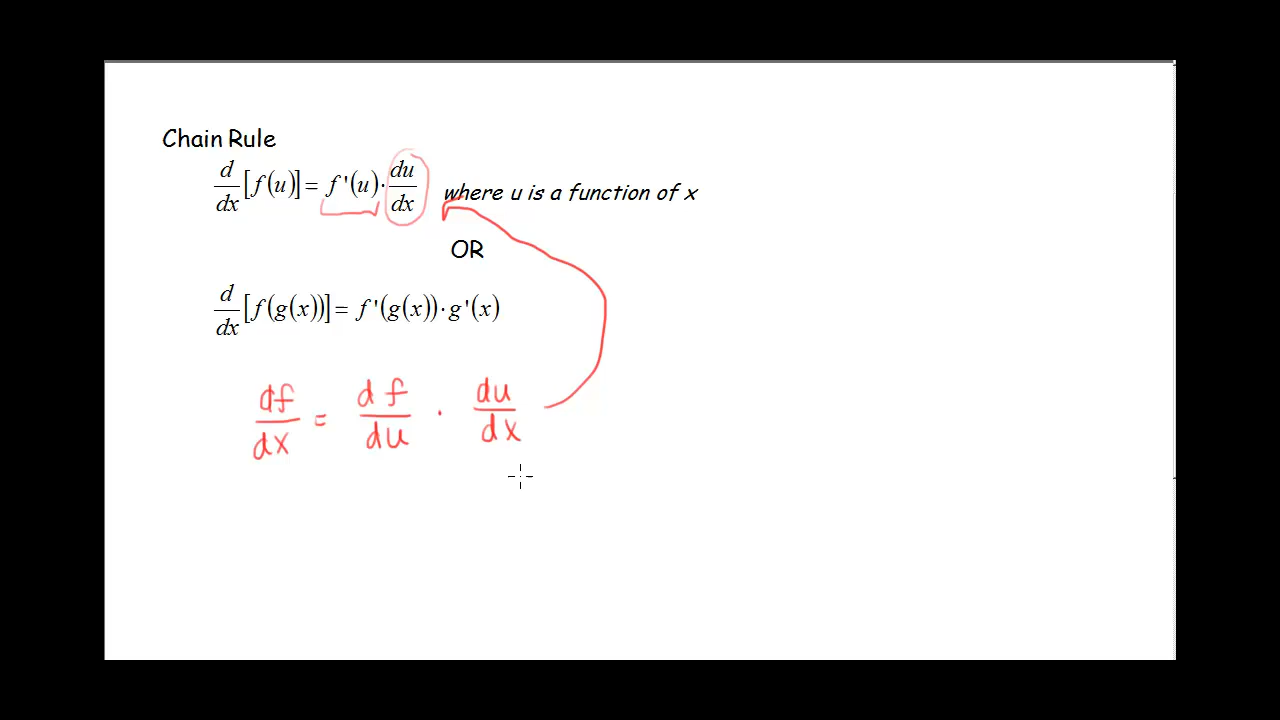 Chain Rule
d/dx [f(u)] = f'(u) · du/dx where u is a function of x
OR
d/dx [f(g(x))] = f'(g(x)) · g'(x)
df/dx = df/du · du/dx